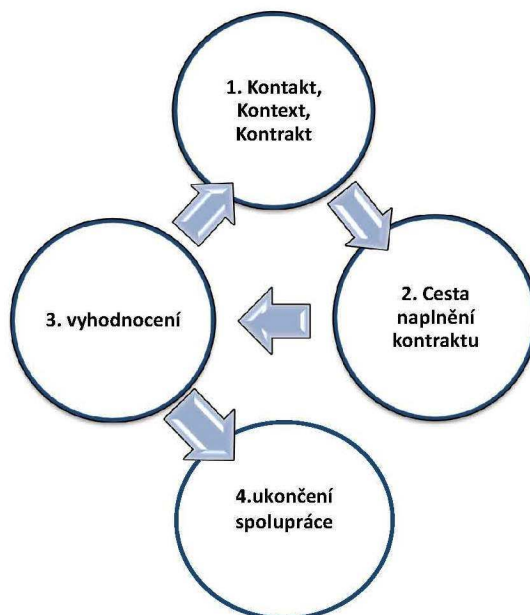 1. Kontakt,
Kontext,
Kontrakt
2. Cesta
naplnění
kontraktu
3. vyhodnocení
4.ukončení
spolupráce